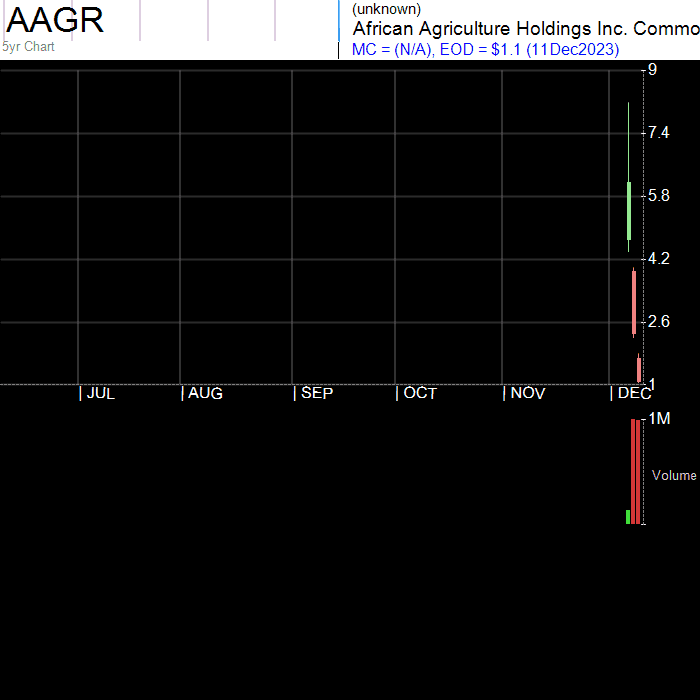 AAGR
5yr Chart
(unknown)
African Agriculture Holdings Inc. Commo
MC = (N/A), EOD = $1.1 (11Dec2023)
9
7.4
5.8
4.2
2.6
1
| JUL | AUG | SEP | OCT | NOV | DEC
1M
Volume